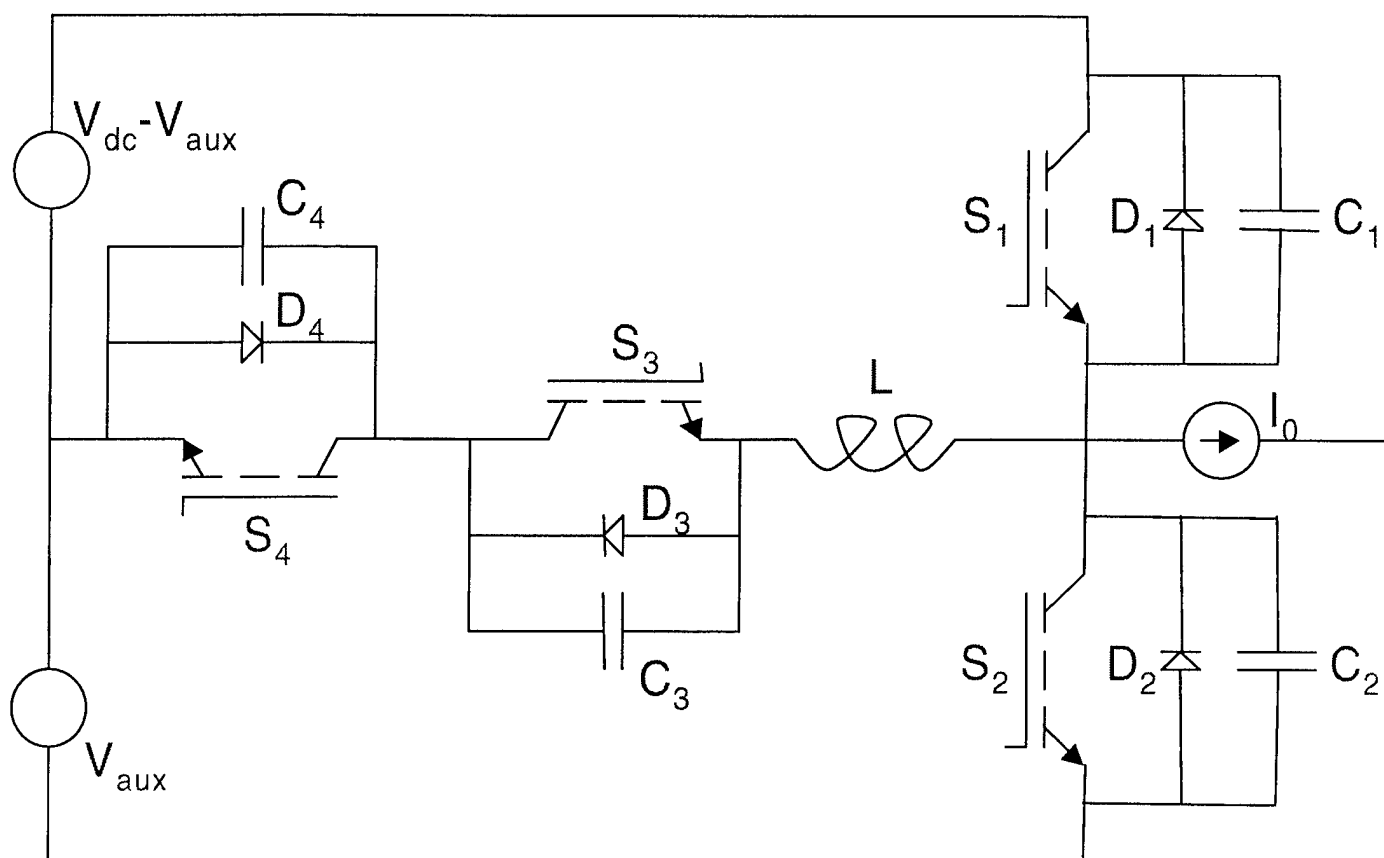 V_dc-V_aux
C_4
D_4
S_4
S_3
D_3
C_3
L
S_1
D_1
C_1
I_0
S_2
D_2
C_2
V_aux